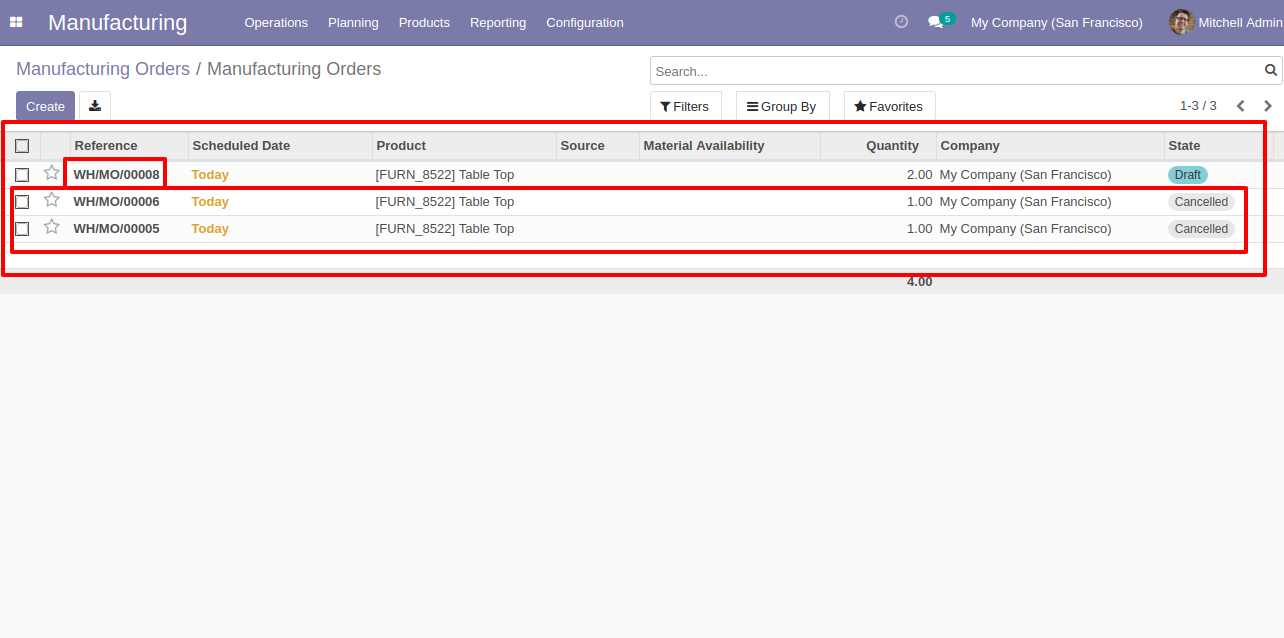 Manufacturing Operations Planning Products Reporting Configuration 5 My Company (San Francisco) Mitchell Admin
Manufacturing Orders / Manufacturing Orders
Search...
Create Filters Group By Favorites 1-3 / 3
Reference Scheduled Date Product Source Material Availability Quantity Company State
WH/MO/00008 Today [FURN_8522] Table Top 2.00 My Company (San Francisco) Draft
WH/MO/00006 Today [FURN_8522] Table Top 1.00 My Company (San Francisco) Cancelled
WH/MO/00005 Today [FURN_8522] Table Top 1.00 My Company (San Francisco) Cancelled
4.00